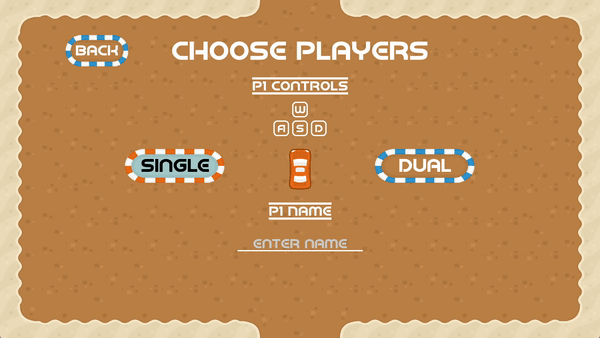 BACK
CHOOSE PLAYERS
P1 CONTROLS
W
A S D
SINGLE
DUAL
P1 NAME
ENTER NAME